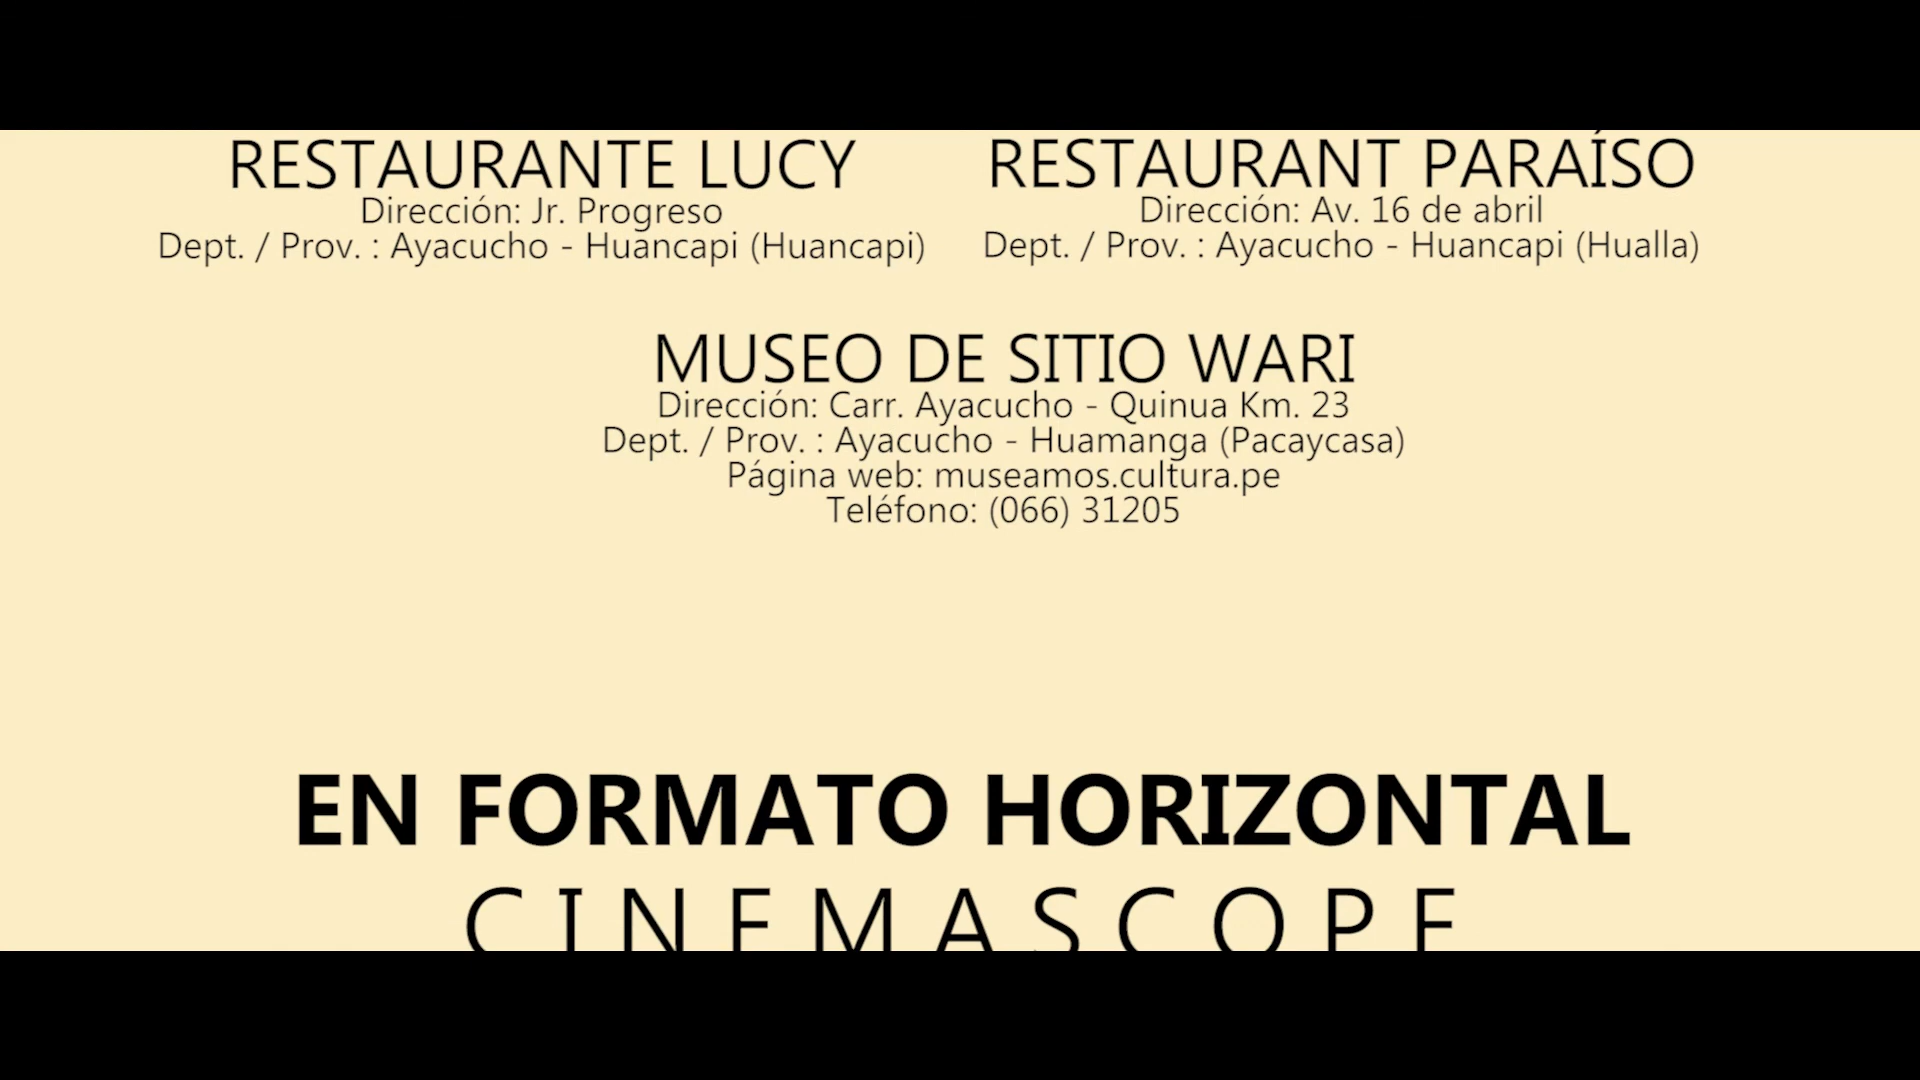 RESTAURANTE LUCY
Dirección: Jr. Progreso
Dept. / Prov. : Ayacucho - Huancapi (Huancapi)
RESTAURANT PARAÍSO
Dirección: Av. 16 de abril
Dept. / Prov. : Ayacucho - Huancapi (Hualla)
MUSEO DE SITIO WARI
Dirección: Carr. Ayacucho - Quinua Km. 23
Dept. / Prov. : Ayacucho - Huamanga (Pacaycasa)
Página web: museamos.cultura.pe
Teléfono: (066) 31205
EN FORMATO HORIZONTAL
CINEMASCOPE